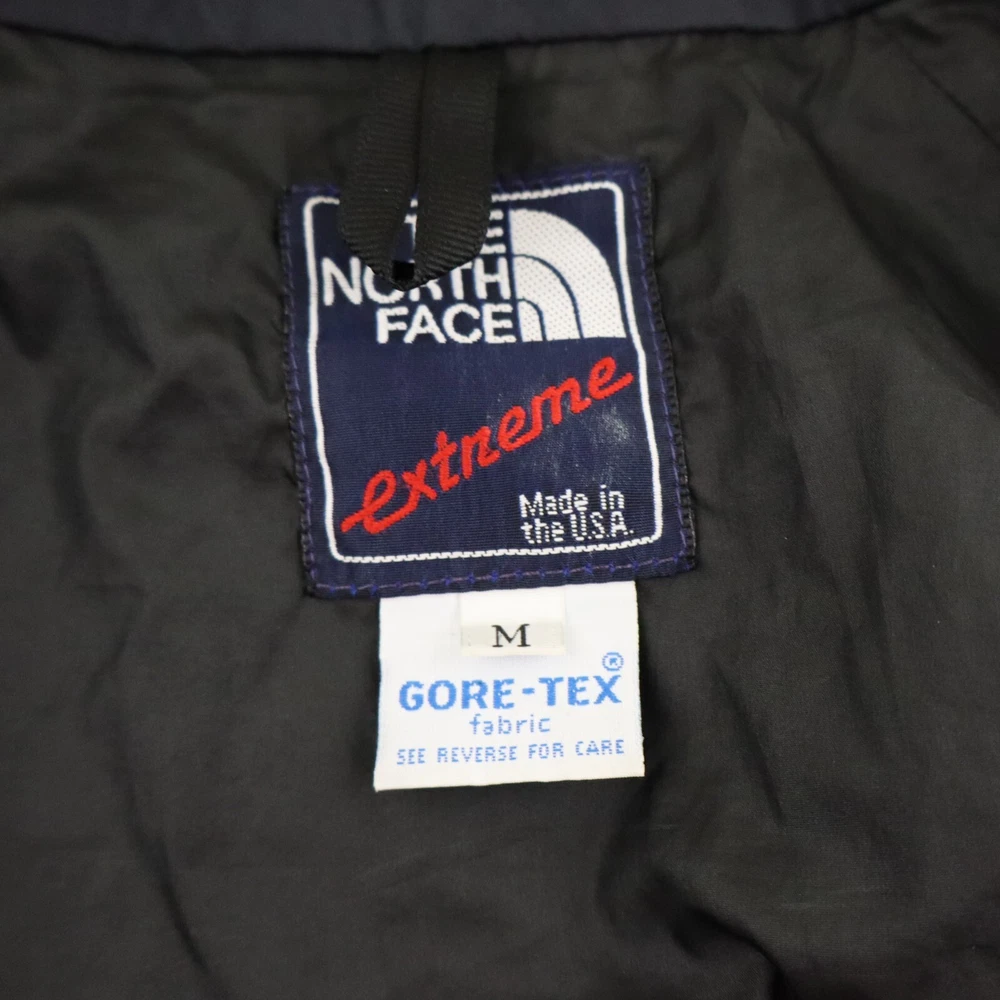 NORTH
FACE
extreme
Made in
the U.S.A.
M
GORE-TEX®
fabric
SEE REVERSE FOR CARE